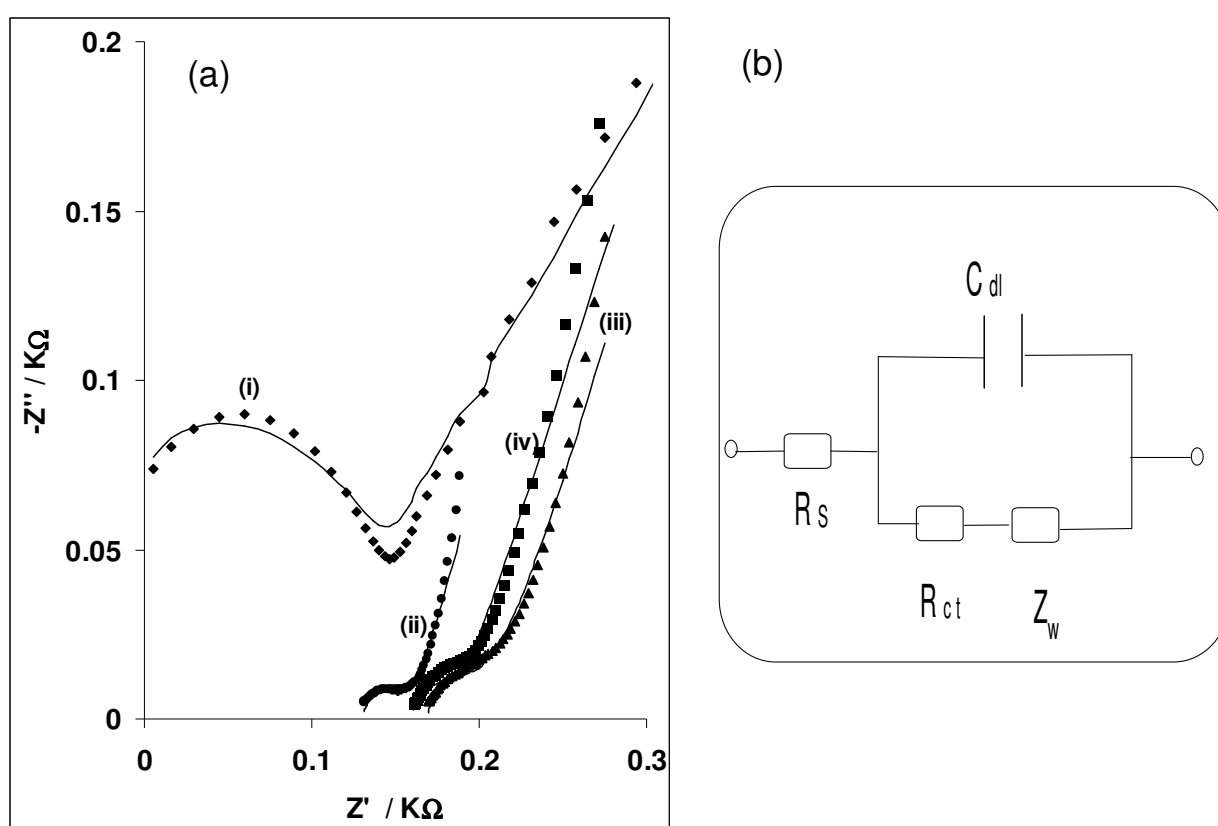 (a)
(b)
0.2
0.15
0.1
0.05
0
-Z'' / KΩ
(i)
(ii)
(iii)
(iv)
0 0.1 0.2 0.3
Z' / KΩ
C dl
R s
R ct
Z w